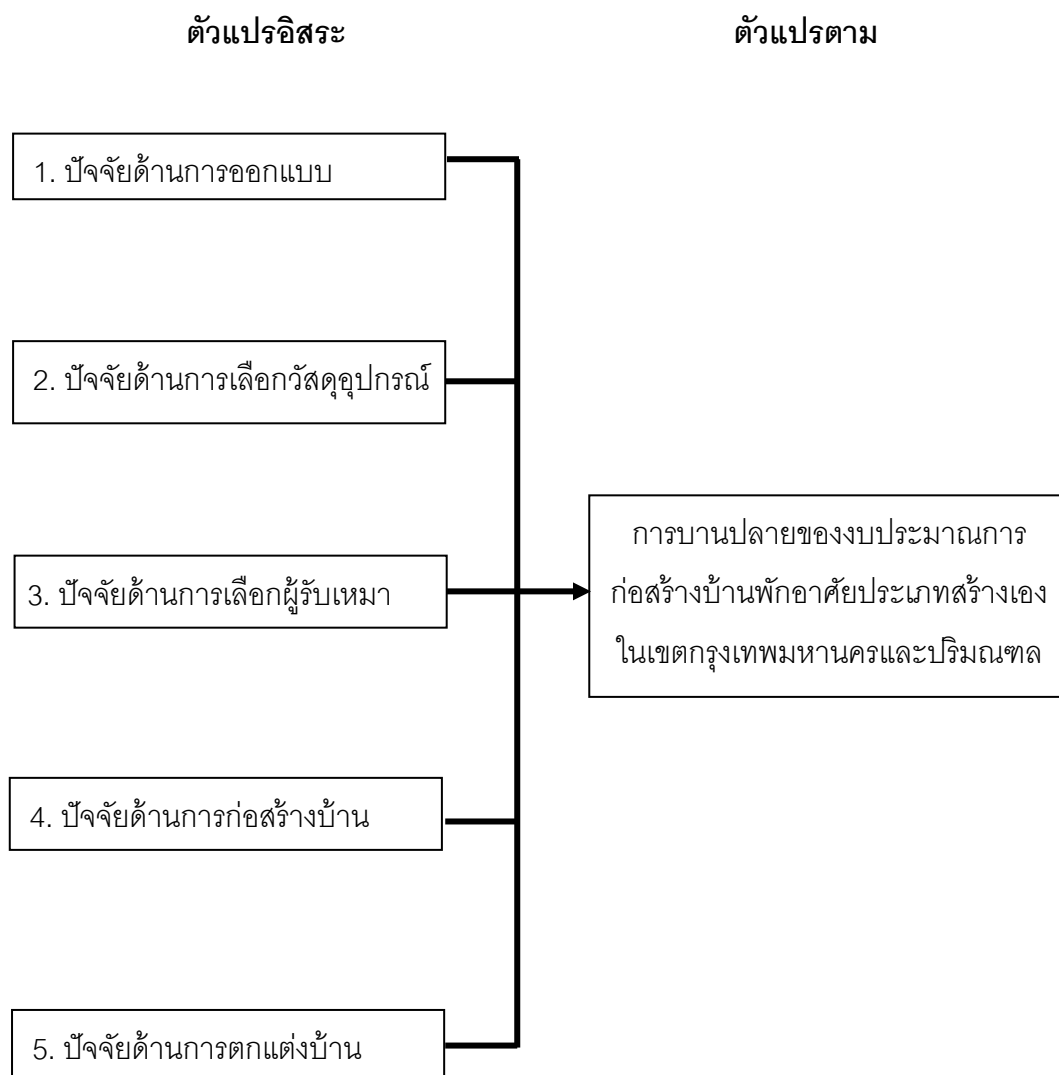 ตัวแปรอิสระ
ตัวแปรตาม
1. ปัจจัยด้านการออกแบบ
2. ปัจจัยด้านการเลือกวัสดุอุปกรณ์
3. ปัจจัยด้านการเลือกผู้รับเหมา
การบานปลายของงบประมาณการ
ก่อสร้างบ้านพักอาศัยประเภทสร้างเอง
ในเขตกรุงเทพมหานครและปริมณฑล
4. ปัจจัยด้านการก่อสร้างบ้าน
5. ปัจจัยด้านการตกแต่งบ้าน